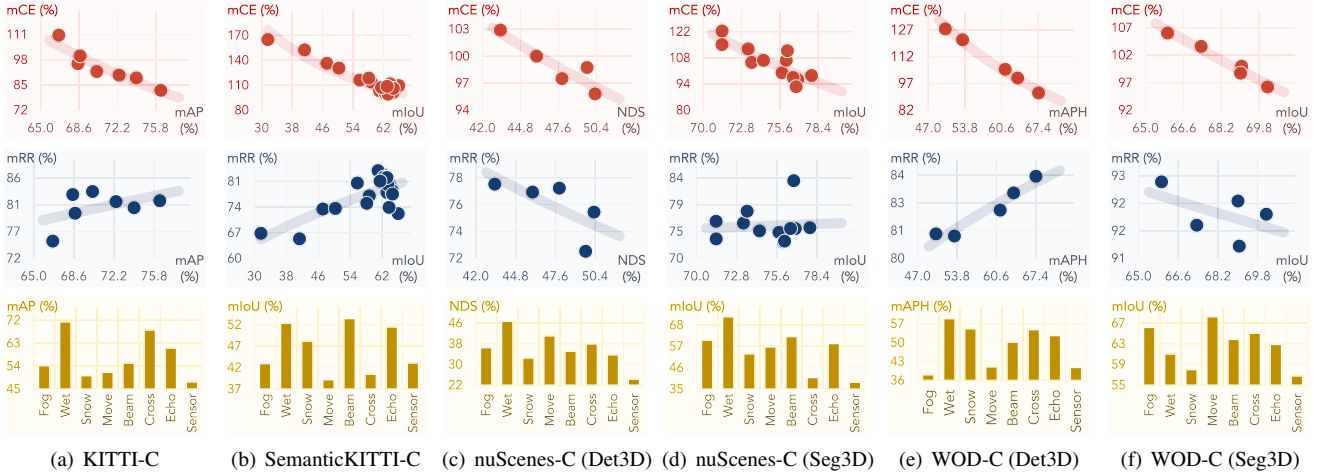 mCE (%)
111
98
85
72
mAP
65.0 68.6 72.2 75.8 (%)
mCE (%)
170
140
110
80
mIoU
30 38 46 54 62 (%)
mCE (%)
103
100
97
94
NDS
42.0 44.8 47.6 50.4 (%)
mCE (%)
122
108
94
80
mIoU
70.0 72.8 75.6 78.4 (%)
mCE (%)
127
112
97
82
mAPH
47.0 53.8 60.6 67.4 (%)
mCE (%)
107
102
97
92
mIoU
65.0 66.6 68.2 69.8 (%)
mRR (%)
86
81
77
72
mAP
65.0 68.6 72.2 75.8 (%)
mRR (%)
81
74
67
60
mIoU
30 38 46 54 62 (%)
mRR (%)
78
76
74
72
NDS
42.0 44.8 47.6 50.4 (%)
mRR (%)
84
79
75
70
mIoU
70.0 72.8 75.6 78.4 (%)
mRR (%)
84
83
81
80
mAPH
47.0 53.8 60.6 67.4 (%)
mRR (%)
93
92
92
91
mIoU
65.0 66.6 68.2 69.8 (%)
mAP (%)
72
63
54
45
Fog Wet Snow Move Beam Cross Echo Sensor
mIoU (%)
52
47
42
37
Fog Wet Snow Move Beam Cross Echo Sensor
NDS (%)
46
38
30
22
Fog Wet Snow Move Beam Cross Echo Sensor
mIoU (%)
68
57
46
35
Fog Wet Snow Move Beam Cross Echo Sensor
mAPH (%)
57
50
43
36
Fog Wet Snow Move Beam Cross Echo Sensor
mIoU (%)
67
63
59
55
Fog Wet Snow Move Beam Cross Echo Sensor
(a) KITTI-C
(b) SemanticKITTI-C
(c) nuScenes-C (Det3D)
(d) nuScenes-C (Seg3D)
(e) WOD-C (Det3D)
(f) WOD-C (Seg3D)